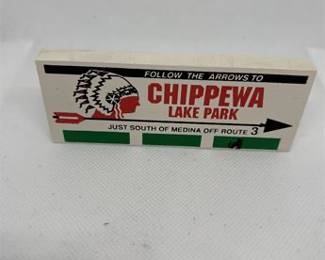 FOLLOW THE ARROWS TO
CHIPPEWA
LAKE PARK
JUST SOUTH OF MEDINA OFF ROUTE 3